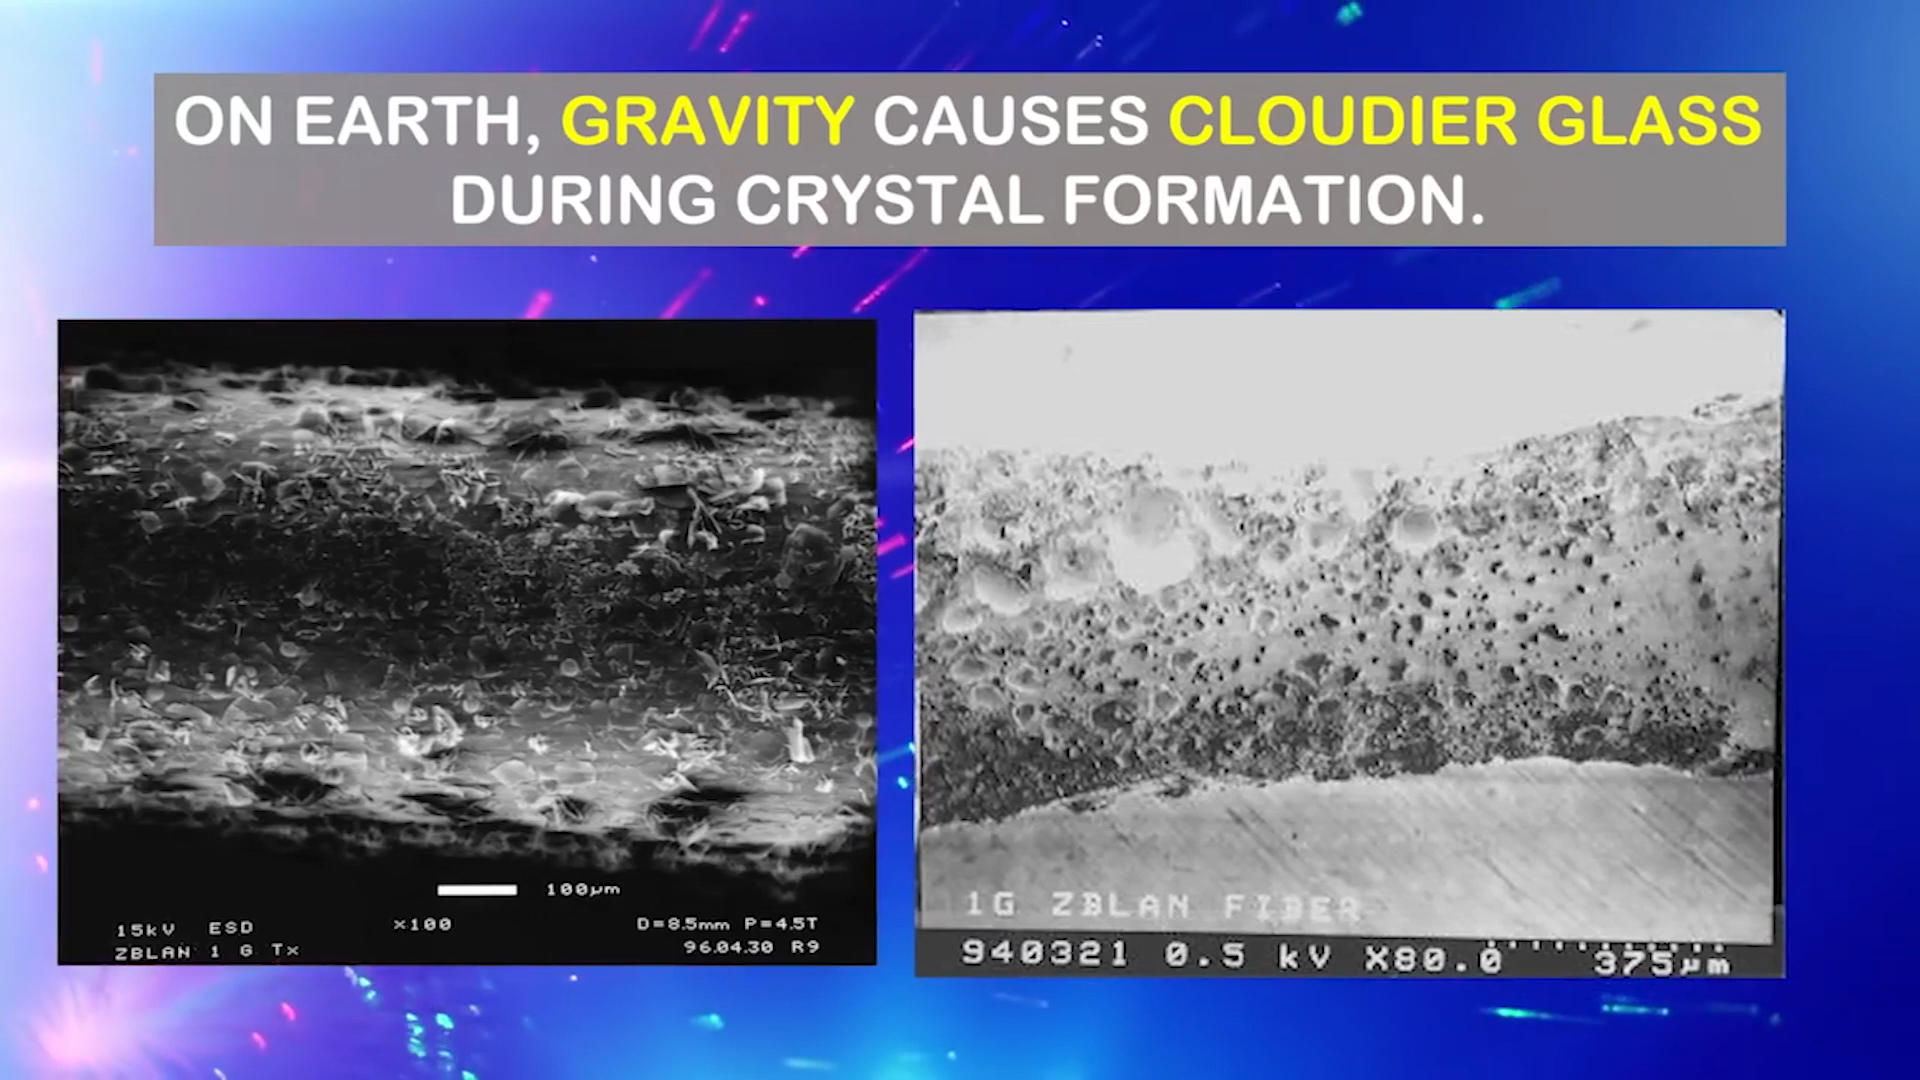 ON EARTH, GRAVITY CAUSES CLOUDIER GLASS
DURING CRYSTAL FORMATION.
100µm
15kV ESD
x100
D=8.5mm P=4.5T
ZBLAN 1 G Tx
96.04.30 R9
1G ZBLAN FIBER
940321 0.5 kV X80.0 375µm